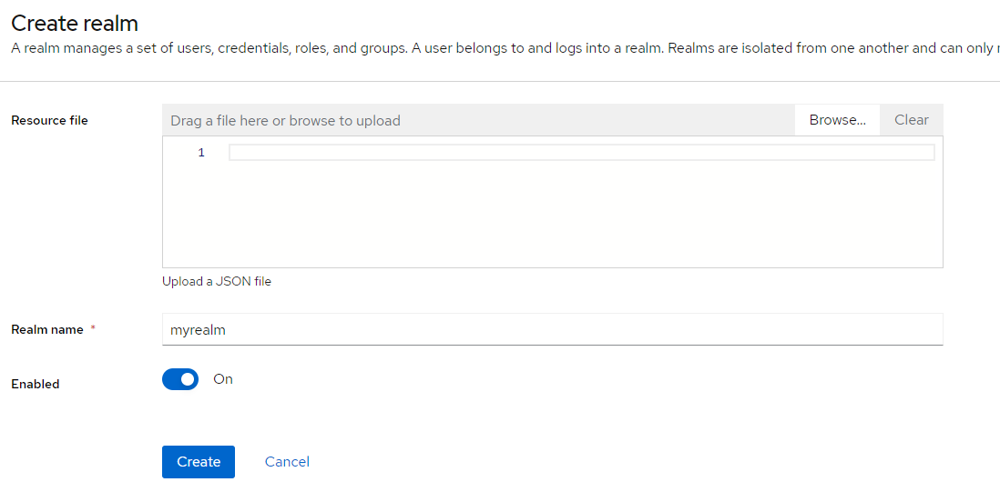 Create realm
A realm manages a set of users, credentials, roles, and groups. A user belongs to and logs into a realm. Realms are isolated from one another and can only
Resource file
Drag a file here or browse to upload
Browse...
Clear
1
Upload a JSON file
Realm name *
myrealm
Enabled
On
Create
Cancel